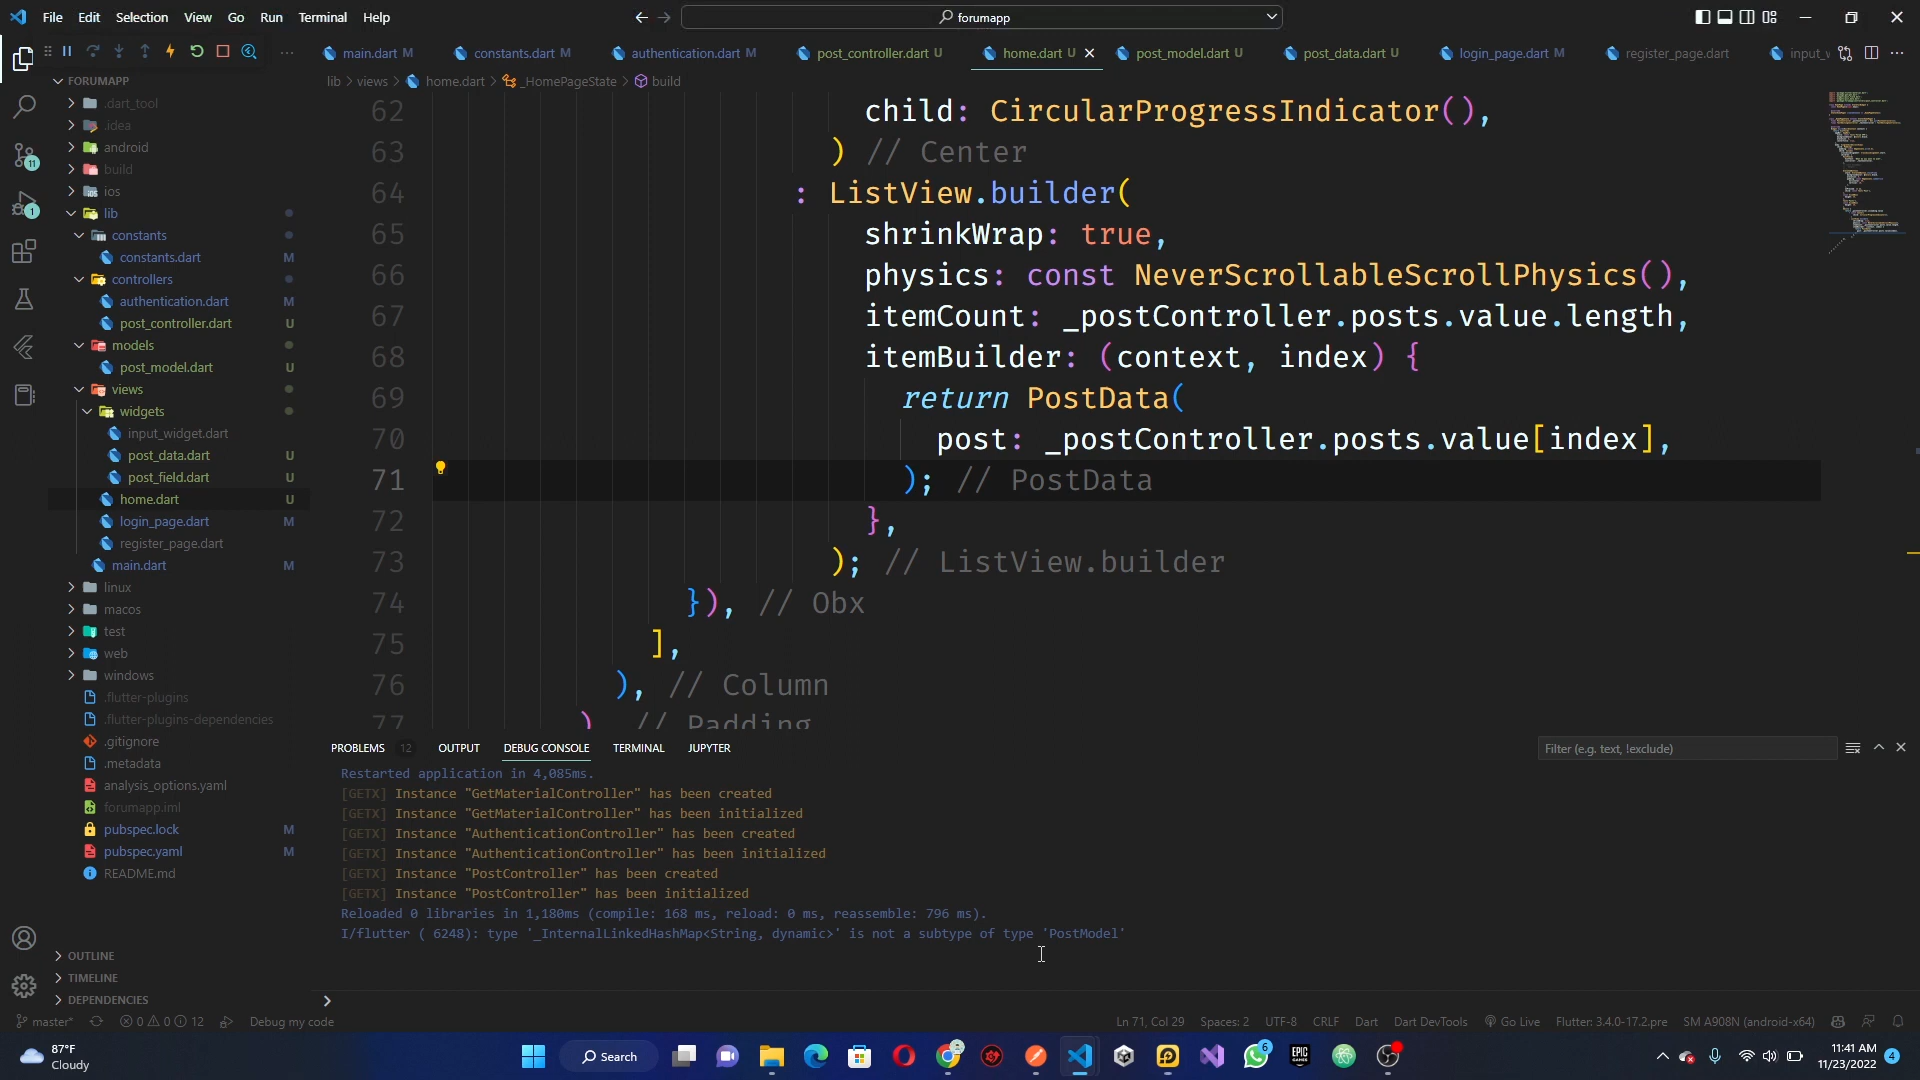 File Edit Selection View Go Run Terminal Help
forumapp
main.dart M
constants.dart M
authentication.dart M
post_controller.dart U
home.dart U
post_model.dart U
post_data.dart U
login_page.dart M
register_page.dart
lib > views > home.dart > _HomePageState > build
FORUMAPP
.dart_tool
.idea
android
build
ios
lib
constants
constants.dart M
controllers
authentication.dart M
post_controller.dart U
models
post_model.dart U
views
widgets
input_widget.dart
post_data.dart U
post_field.dart U
home.dart U
login_page.dart M
register_page.dart
main.dart M
linux
macos
test
web
windows
.flutter-plugins
.flutter-plugins-dependencies
.gitignore
.metadata
analysis_options.yaml
forumapp.iml
pubspec.lock M
pubspec.yaml M
README.md
OUTLINE
TIMELINE
DEPENDENCIES
11
1
62 child: CircularProgressIndicator(),
63 ) // Center
64 : ListView.builder(
65 shrinkWrap: true,
66 physics: const NeverScrollableScrollPhysics(),
67 itemCount: _postController.posts.value.length,
68 itemBuilder: (context, index) {
69 return PostData(
70 post: _postController.posts.value[index],
71 ); // PostData
72 },
73 ); // ListView.builder
74 }), // Obx
75 ],
76 ), // Column
77 ) // Padding
PROBLEMS 12 OUTPUT DEBUG CONSOLE TERMINAL JUPYTER
Filter (e.g. text, !exclude)
Restarted application in 4,085ms.
[GETX] Instance "GetMaterialController" has been created
[GETX] Instance "GetMaterialController" has been initialized
[GETX] Instance "AuthenticationController" has been created
[GETX] Instance "AuthenticationController" has been initialized
[GETX] Instance "PostController" has been created
[GETX] Instance "PostController" has been initialized
Reloaded 0 libraries in 1,180ms (compile: 168 ms, reload: 0 ms, reassemble: 796 ms).
I/flutter ( 6248): type '_InternalLinkedHashMap<String, dynamic>' is not a subtype of type 'PostModel'
master* 0 0 12 Debug my code
Ln 71, Col 29 Spaces: 2 UTF-8 CRLF Dart Dart DevTools Go Live Flutter: 3.4.0-17.2.pre SM A908N (android-x64)
87°F
Cloudy
Search
6
EPIC GAMES
11:41 AM
11/23/2022
4